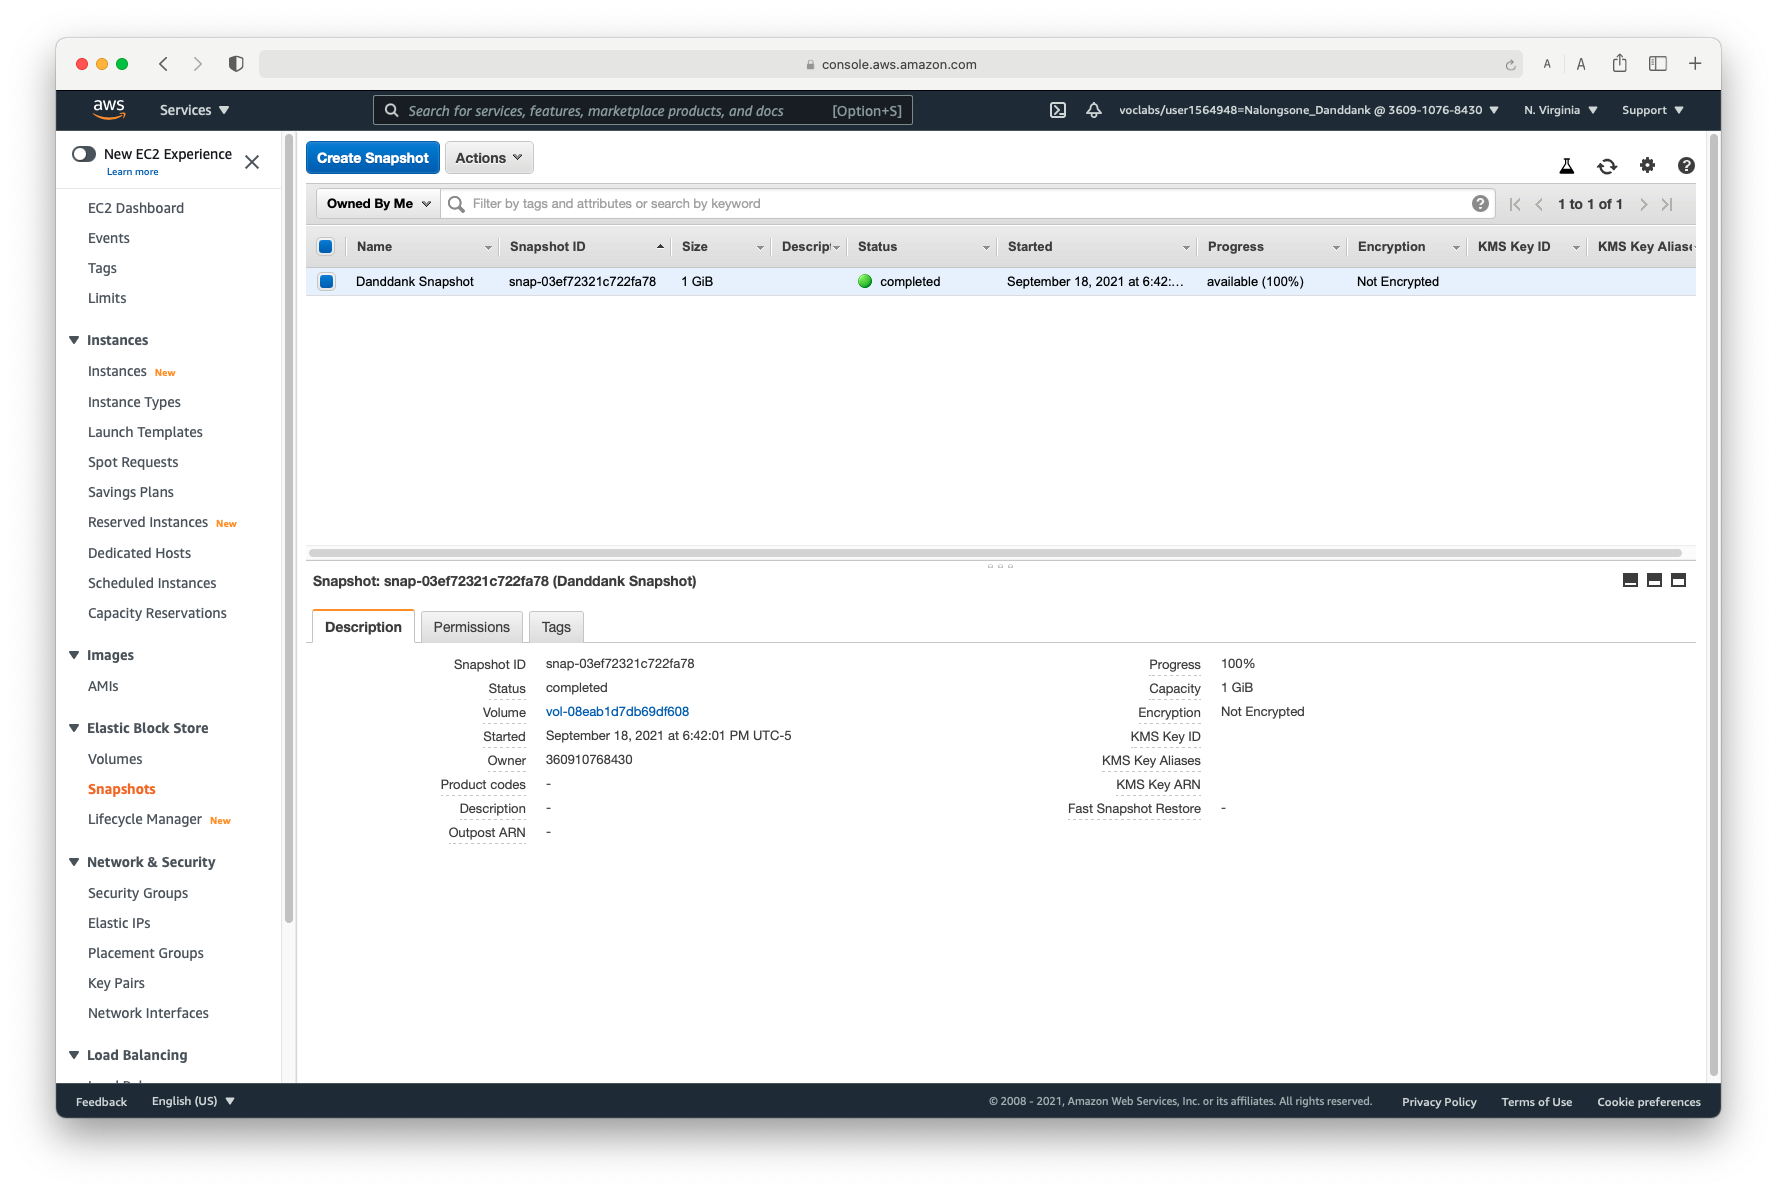 console.aws.amazon.com
A A
aws Services Search for services, features, marketplace products, and docs [Option+S] voclabs/user1564948=Nalongsone_Danddank @ 3609-1076-8430 N. Virginia Support
New EC2 Experience
Learn more
EC2 Dashboard
Events
Tags
Limits
Instances
Instances New
Instance Types
Launch Templates
Spot Requests
Savings Plans
Reserved Instances New
Dedicated Hosts
Scheduled Instances
Capacity Reservations
Images
AMIs
Elastic Block Store
Volumes
Snapshots
Lifecycle Manager New
Network & Security
Security Groups
Elastic IPs
Placement Groups
Key Pairs
Network Interfaces
Load Balancing
Create Snapshot Actions
Owned By Me Filter by tags and attributes or search by keyword 1 to 1 of 1
Name Snapshot ID Size Descrip Status Started Progress Encryption KMS Key ID KMS Key Aliase
Danddank Snapshot snap-03ef72321c722fa78 1 GiB completed September 18, 2021 at 6:42:... available (100%) Not Encrypted
Snapshot: snap-03ef72321c722fa78 (Danddank Snapshot)
Description Permissions Tags
Snapshot ID snap-03ef72321c722fa78
Status completed
Volume vol-08eab1d7db69df608
Started September 18, 2021 at 6:42:01 PM UTC-5
Owner 360910768430
Product codes -
Description -
Outpost ARN -
Progress 100%
Capacity 1 GiB
Encryption Not Encrypted
KMS Key ID
KMS Key Aliases
KMS Key ARN
Fast Snapshot Restore -
Feedback English (US) © 2008 - 2021, Amazon Web Services, Inc. or its affiliates. All rights reserved. Privacy Policy Terms of Use Cookie preferences